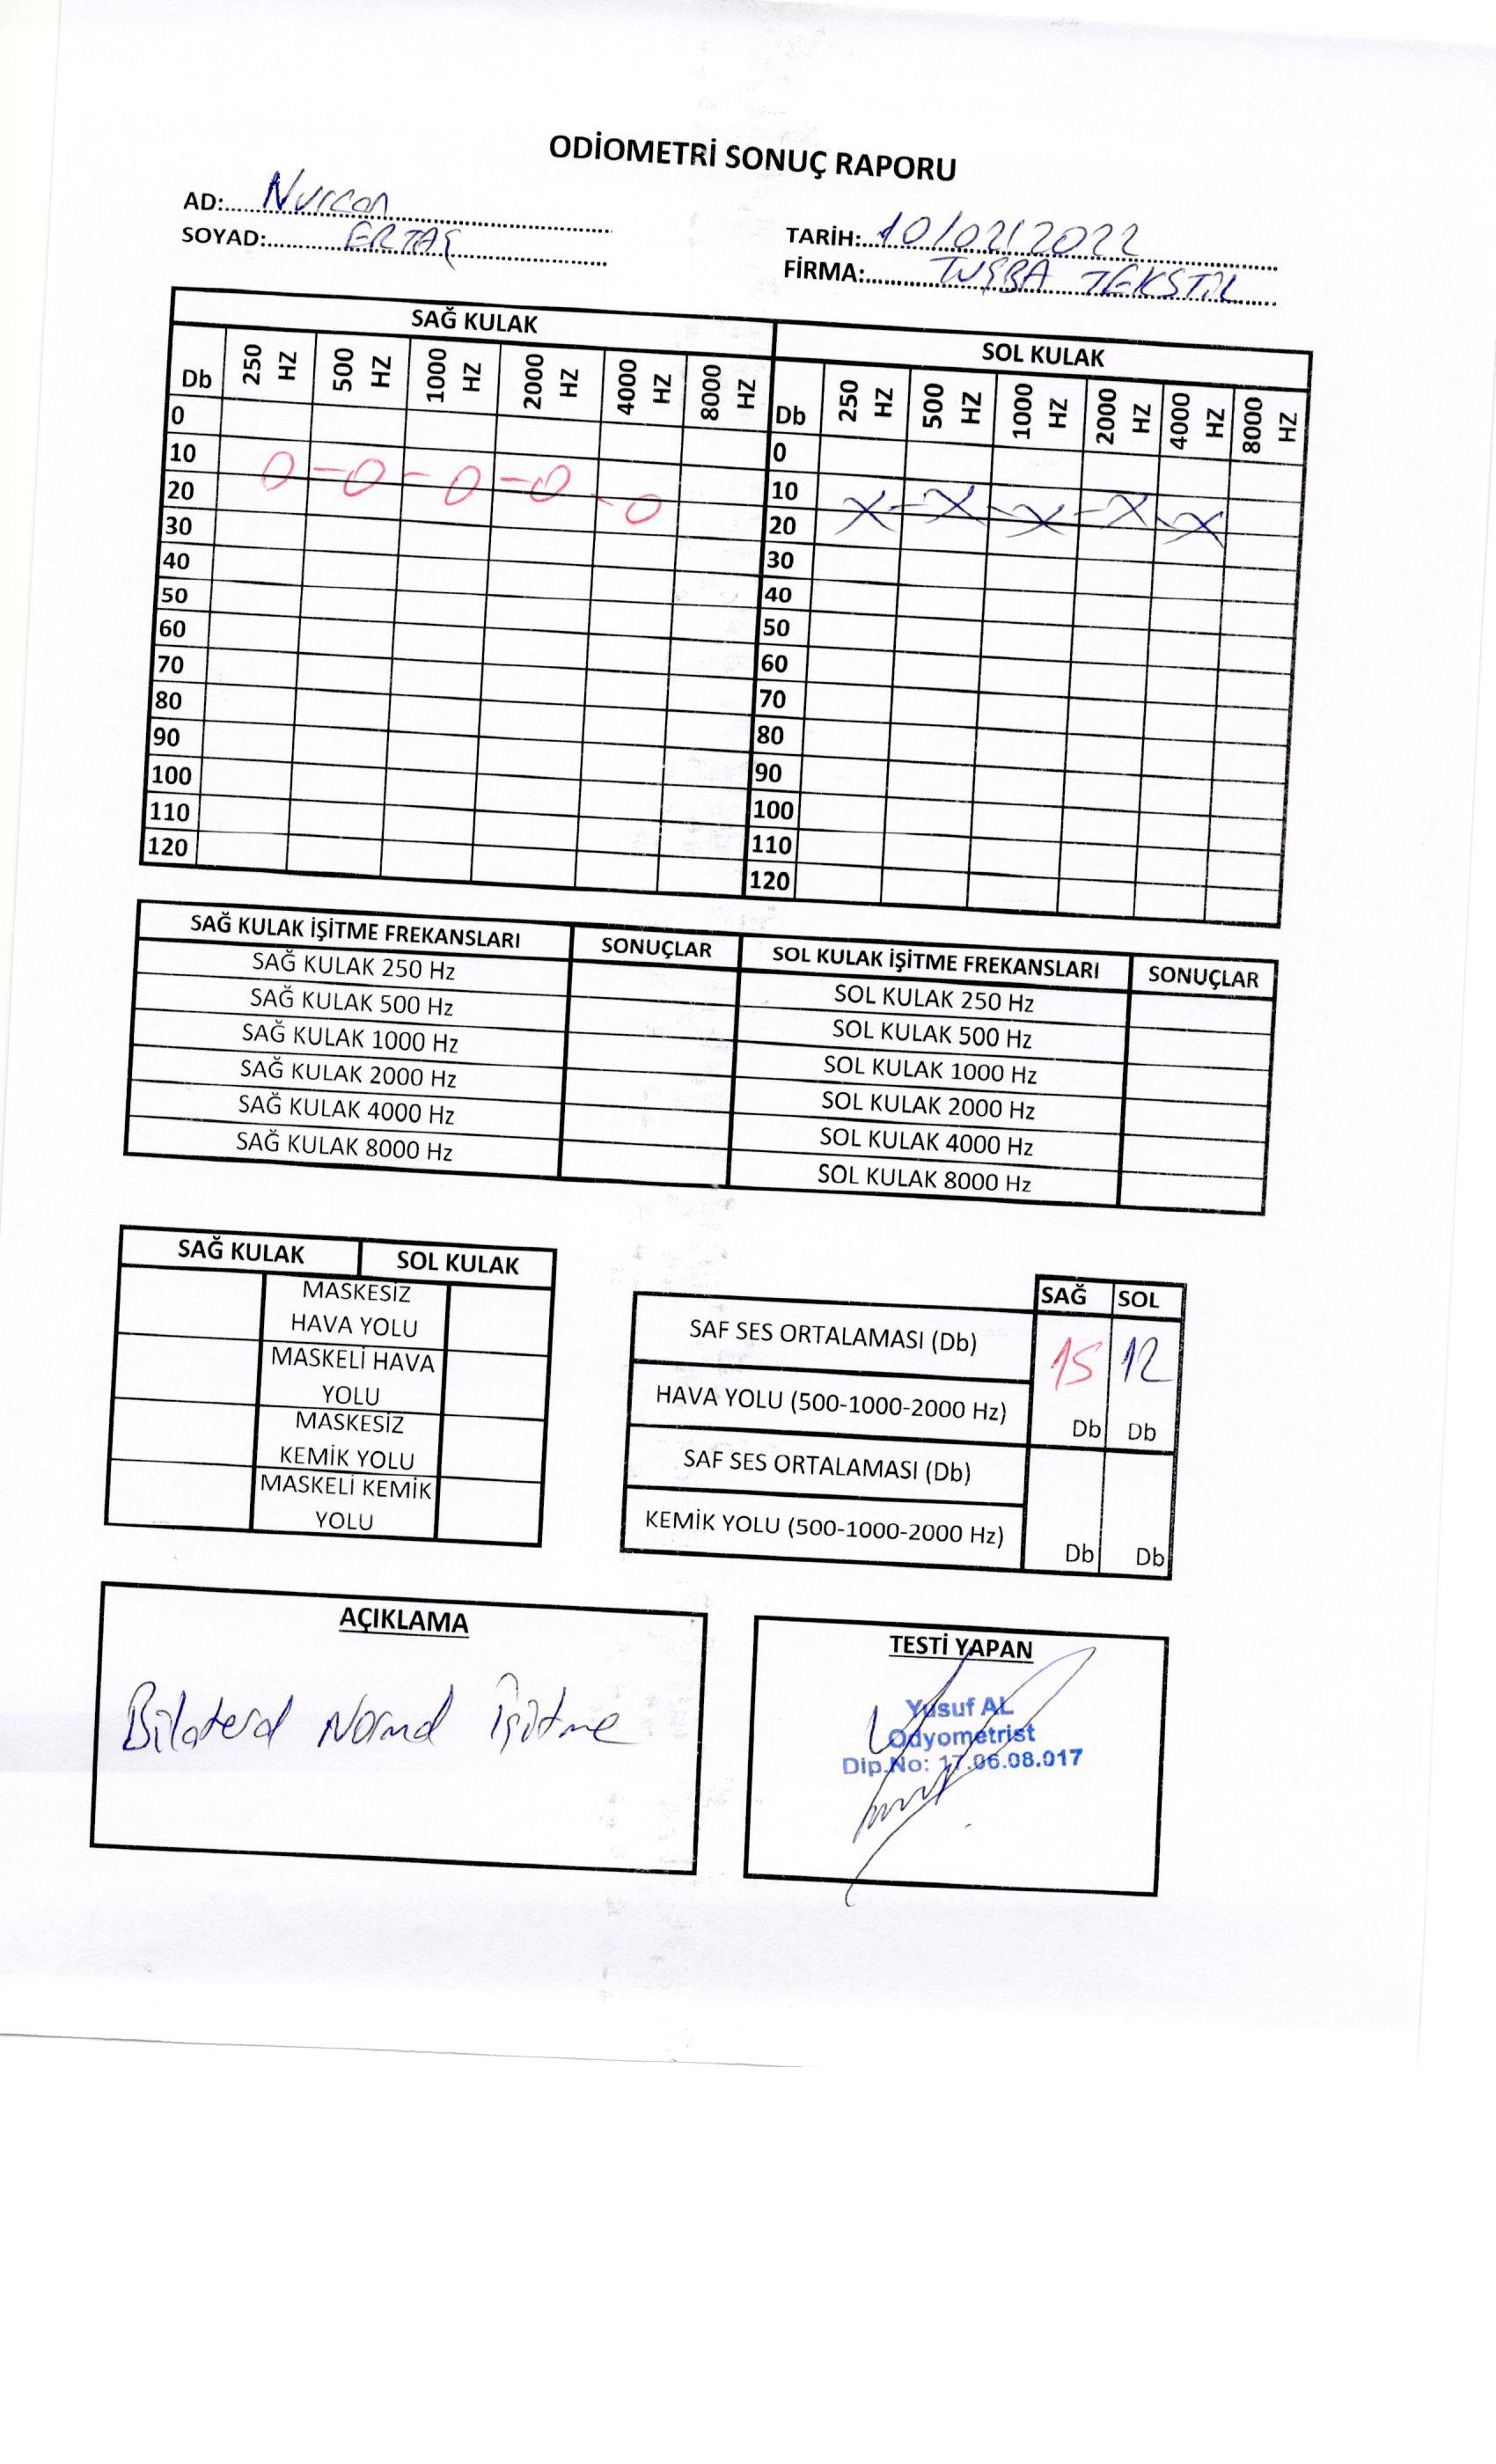 ODİOMETRİ SONUÇ RAPORU
AD: Nurcan
SOYAD: ERTAŞ
TARİH: 10/02/2022
FİRMA: TUŞBA TEKSTİL
SAĞ KULAK SOL KULAK
Db 250 HZ 500 HZ 1000 HZ 2000 HZ 4000 HZ 8000 HZ Db 250 HZ 500 HZ 1000 HZ 2000 HZ 4000 HZ 8000 HZ
0 0
10 10
20 20
30 30
40 40
50 50
60 60
70 70
80 80
90 90
100 100
110 110
120 120
SAĞ KULAK İŞİTME FREKANSLARI SONUÇLAR SOL KULAK İŞİTME FREKANSLARI SONUÇLAR
SAĞ KULAK 250 Hz SOL KULAK 250 Hz
SAĞ KULAK 500 Hz SOL KULAK 500 Hz
SAĞ KULAK 1000 Hz SOL KULAK 1000 Hz
SAĞ KULAK 2000 Hz SOL KULAK 2000 Hz
SAĞ KULAK 4000 Hz SOL KULAK 4000 Hz
SAĞ KULAK 8000 Hz SOL KULAK 8000 Hz
SAĞ KULAK SOL KULAK
MASKESİZ
HAVA YOLU
MASKELİ HAVA
YOLU
MASKESİZ
KEMİK YOLU
MASKELİ KEMİK
YOLU
SAĞ SOL
SAF SES ORTALAMASI (Db) 15 12
HAVA YOLU (500-1000-2000 Hz) Db Db
SAF SES ORTALAMASI (Db)
KEMİK YOLU (500-1000-2000 Hz) Db Db
AÇIKLAMA
Bilateral Normal İşitme
TESTİ YAPAN
Yusuf AL
Odyometrist
Dip.No: 17.06.08.017